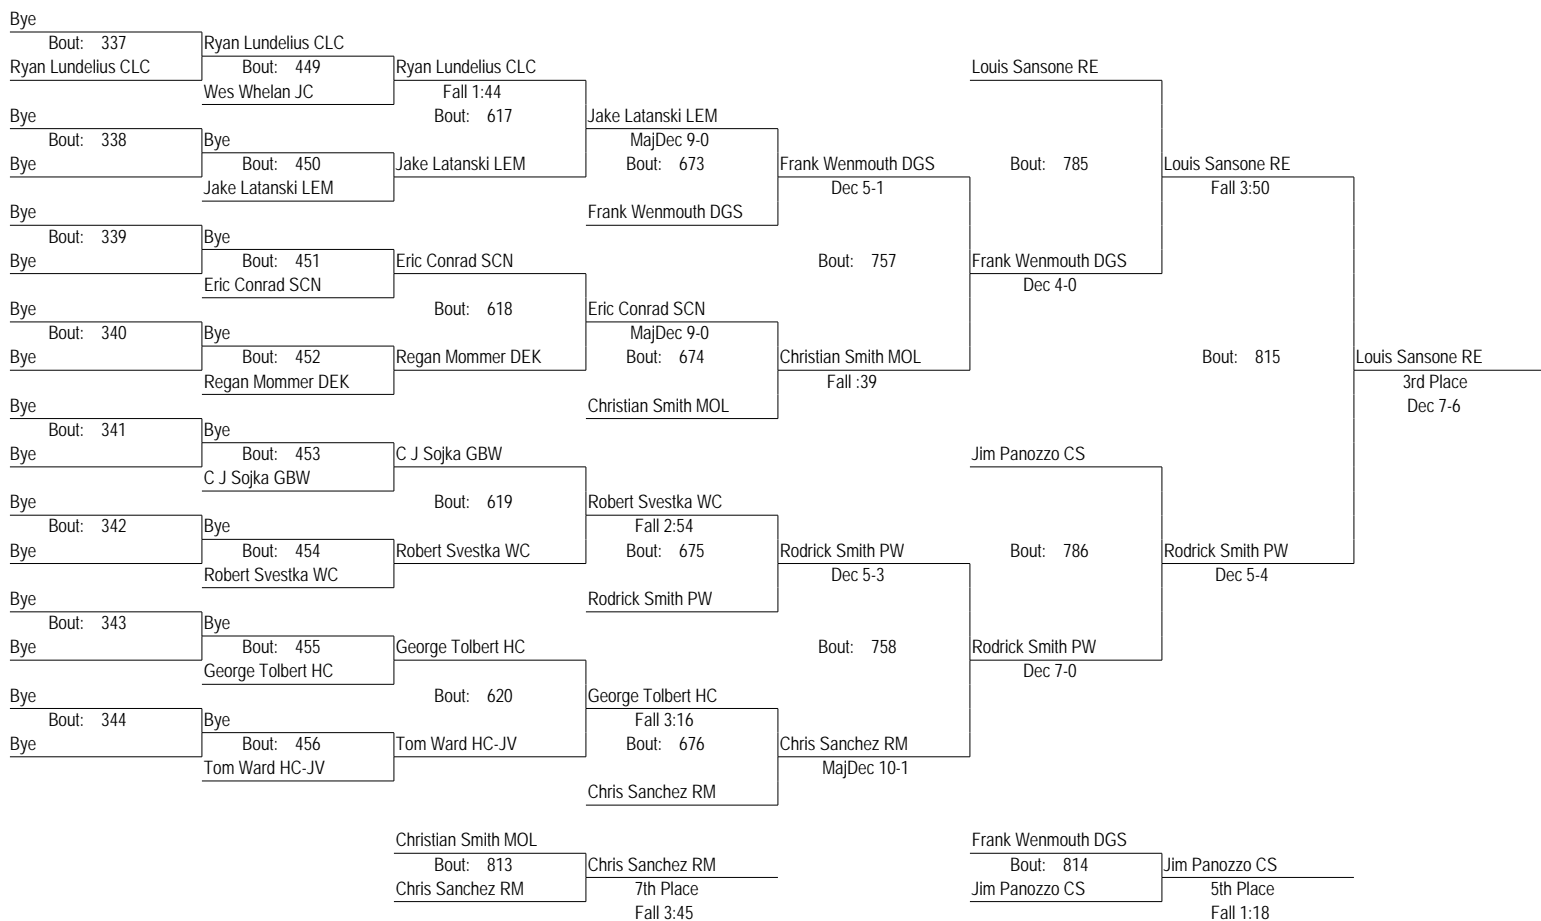 Bye
Bout: 337
Ryan Lundelius CLC
Bye
Bout: 338
Bye
Bye
Bout: 339
Bye
Bye
Bout: 340
Bye
Bye
Bout: 341
Bye
Bye
Bout: 342
Bye
Bye
Bout: 343
Bye
Bye
Bout: 344
Bye
Ryan Lundelius CLC
Bout: 449
Wes Whelan JC
Bye
Bout: 450
Jake Latanski LEM
Bye
Bout: 451
Eric Conrad SCN
Bye
Bout: 452
Regan Mommer DEK
Bye
Bout: 453
C J Sojka GBW
Bye
Bout: 454
Robert Svestka WC
Bye
Bout: 455
George Tolbert HC
Bye
Bout: 456
Tom Ward HC-JV
Ryan Lundelius CLC
Fall 1:44
Bout: 617
Jake Latanski LEM
Eric Conrad SCN
Bout: 618
Regan Mommer DEK
C J Sojka GBW
Bout: 619
Robert Svestka WC
George Tolbert HC
Bout: 620
Tom Ward HC-JV
Jake Latanski LEM
MajDec 9-0
Bout: 673
Frank Wenmouth DGS
Eric Conrad SCN
MajDec 9-0
Bout: 674
Christian Smith MOL
Robert Svestka WC
Fall 2:54
Bout: 675
Rodrick Smith PW
George Tolbert HC
Fall 3:16
Bout: 676
Chris Sanchez RM
Frank Wenmouth DGS
Dec 5-1
Bout: 757
Christian Smith MOL
Fall :39
Rodrick Smith PW
Dec 5-3
Bout: 758
Chris Sanchez RM
MajDec 10-1
Louis Sansone RE
Bout: 785
Frank Wenmouth DGS
Dec 4-0
Jim Panozzo CS
Bout: 786
Rodrick Smith PW
Dec 7-0
Louis Sansone RE
Fall 3:50
Bout: 815
Rodrick Smith PW
Dec 5-4
Louis Sansone RE
3rd Place
Dec 7-6
Christian Smith MOL
Bout: 813
Chris Sanchez RM
Chris Sanchez RM
7th Place
Fall 3:45
Frank Wenmouth DGS
Bout: 814
Jim Panozzo CS
Jim Panozzo CS
5th Place
Fall 1:18